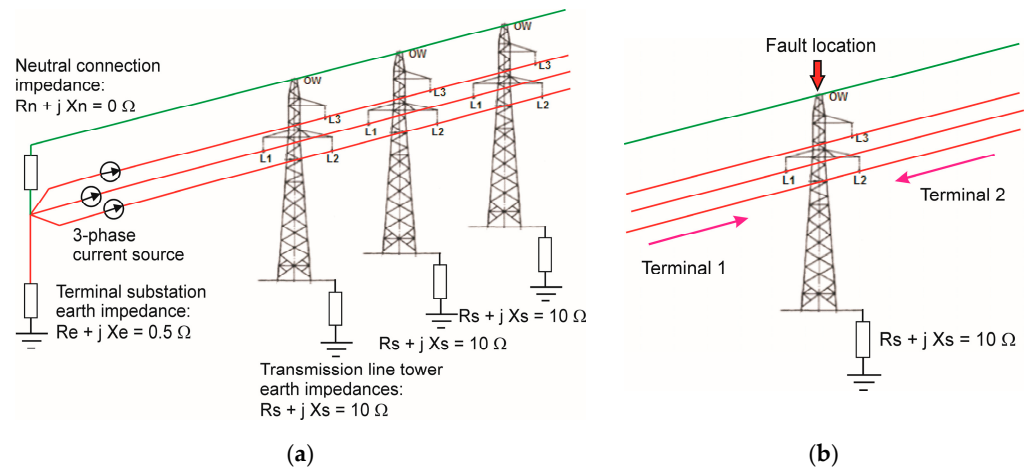 Neutral connection
impedance:
Rn + j Xn = 0 Ω
OW
L3
L1
L2
OW
L3
L1
L2
OW
L3
L1
L2
3-phase
current source
Terminal substation
earth impedance:
Re + j Xe = 0.5 Ω
Rs + j Xs = 10 Ω
Rs + j Xs = 10 Ω
Transmission line tower
earth impedances:
Rs + j Xs = 10 Ω
(a)
Fault location
OW
L3
L1
L2
Terminal 2
Terminal 1
Rs + j Xs = 10 Ω
(b)